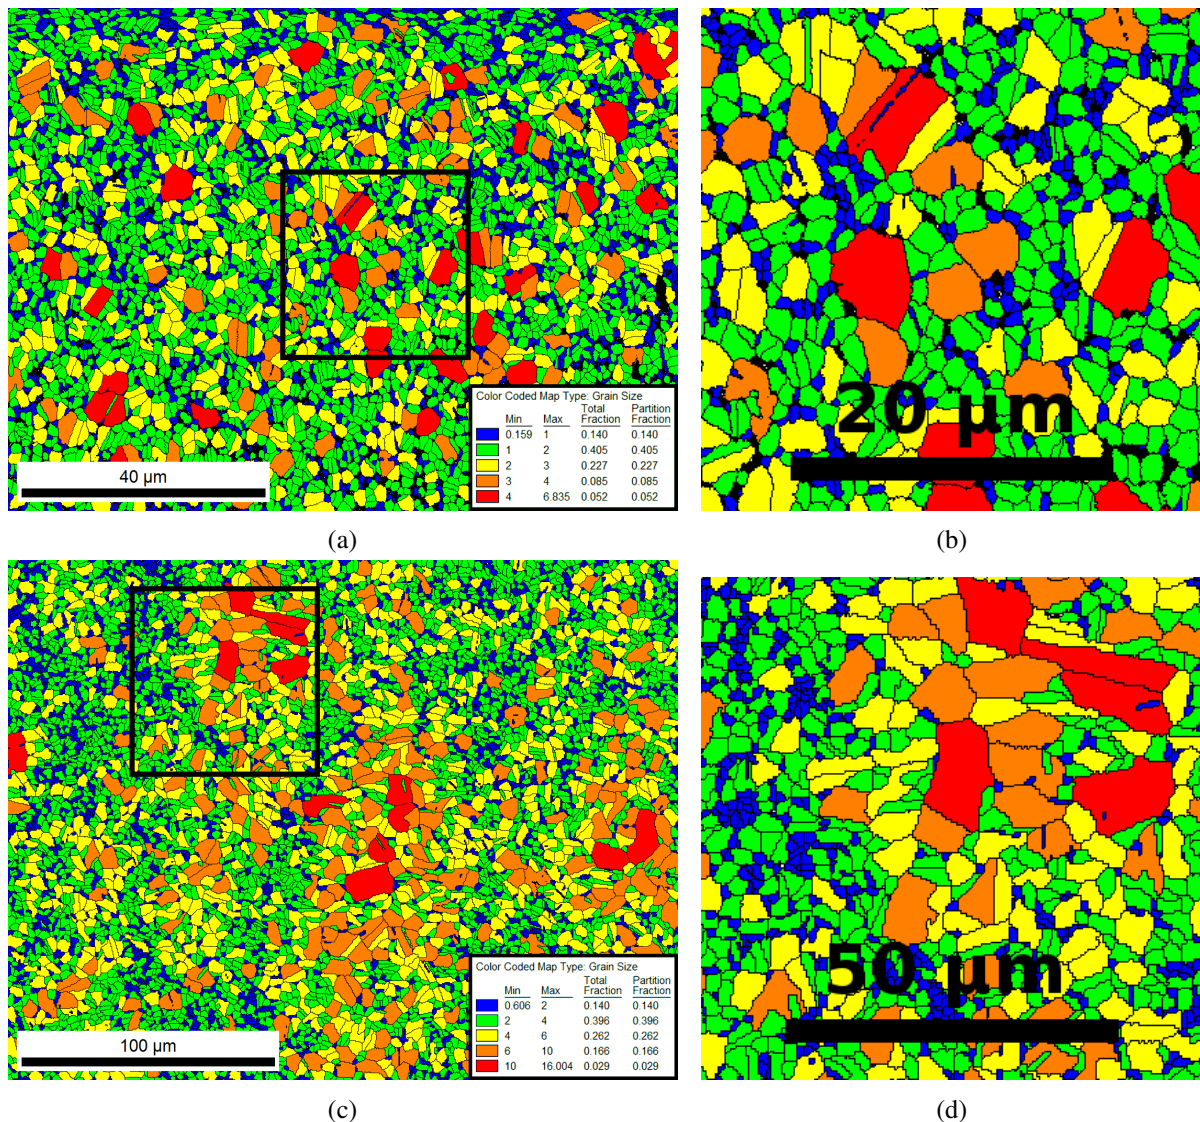 40 µm
Color Coded Map Type: Grain Size
Min Max Total Fraction Partition Fraction
0.159 1 0.140 0.140
1 2 0.405 0.405
2 3 0.227 0.227
3 4 0.085 0.085
4 6.835 0.052 0.052
20 µm
(a)
(b)
100 µm
Color Coded Map Type: Grain Size
Min Max Total Fraction Partition Fraction
0.606 2 0.140 0.140
2 4 0.396 0.396
4 6 0.262 0.262
6 10 0.166 0.166
10 16.004 0.029 0.029
50 µm
(c)
(d)